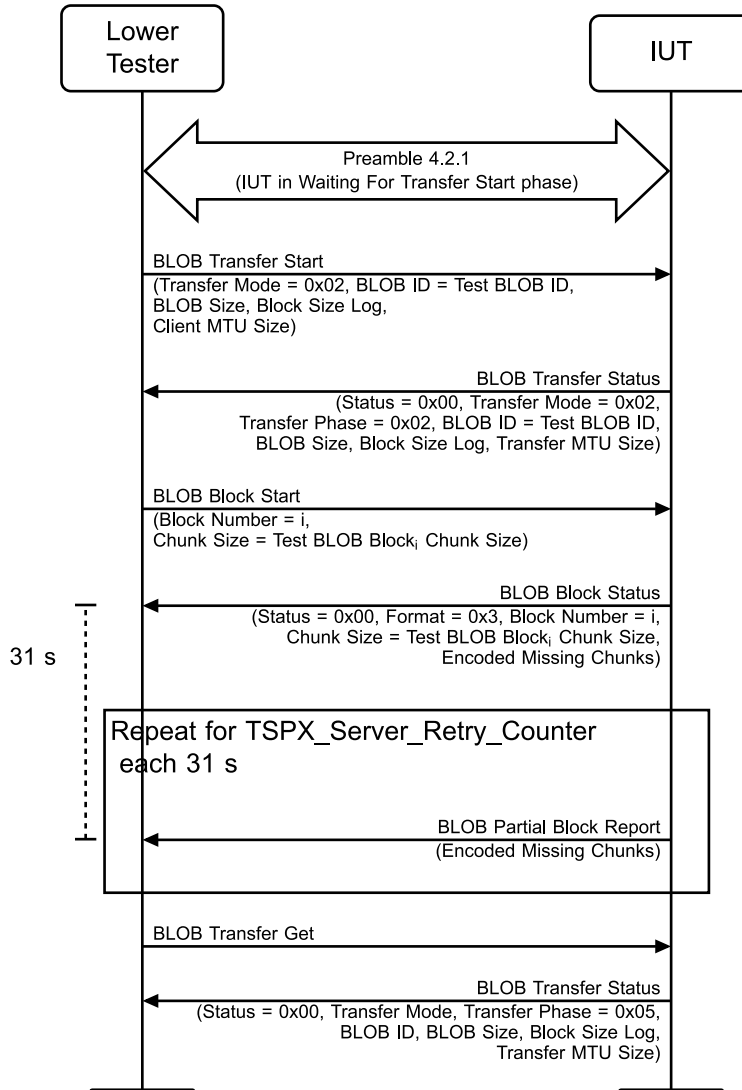 Lower
Tester
IUT
Preamble 4.2.1
(IUT in Waiting For Transfer Start phase)
BLOB Transfer Start
(Transfer Mode = 0x02, BLOB ID = Test BLOB ID,
BLOB Size, Block Size Log,
Client MTU Size)
BLOB Transfer Status
(Status = 0x00, Transfer Mode = 0x02,
Transfer Phase = 0x02, BLOB ID = Test BLOB ID,
BLOB Size, Block Size Log, Transfer MTU Size)
BLOB Block Start
(Block Number = i,
Chunk Size = Test BLOB Blockᵢ Chunk Size)
BLOB Block Status
(Status = 0x00, Format = 0x3, Block Number = i,
Chunk Size = Test BLOB Blockᵢ Chunk Size,
Encoded Missing Chunks)
31 s
Repeat for TSPX_Server_Retry_Counter
each 31 s
BLOB Partial Block Report
(Encoded Missing Chunks)
BLOB Transfer Get
BLOB Transfer Status
(Status = 0x00, Transfer Mode, Transfer Phase = 0x05,
BLOB ID, BLOB Size, Block Size Log,
Transfer MTU Size)